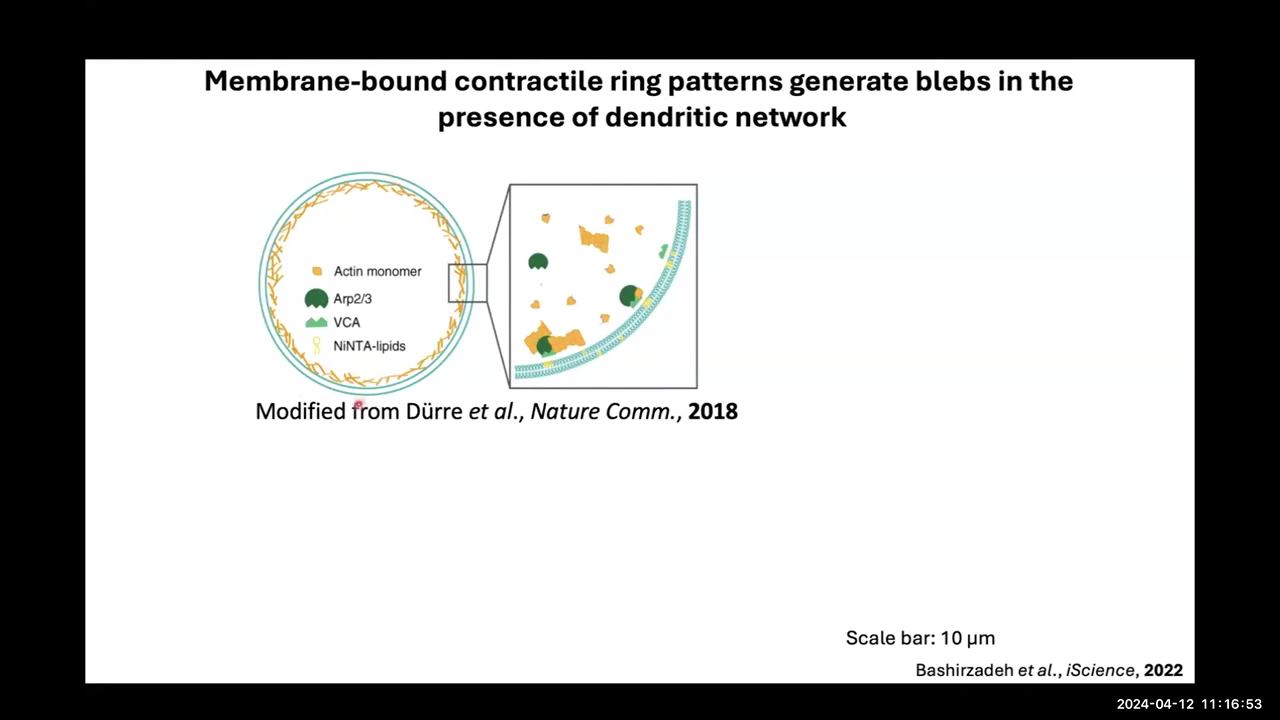 Membrane-bound contractile ring patterns generate blebs in the
presence of dendritic network
Actin monomer
Arp2/3
VCA
NiNTA-lipids
Modified from Dürre et al., Nature Comm., 2018
Scale bar: 10 μm
Bashirzadeh et al., iScience, 2022
2024-04-12 11:16:53